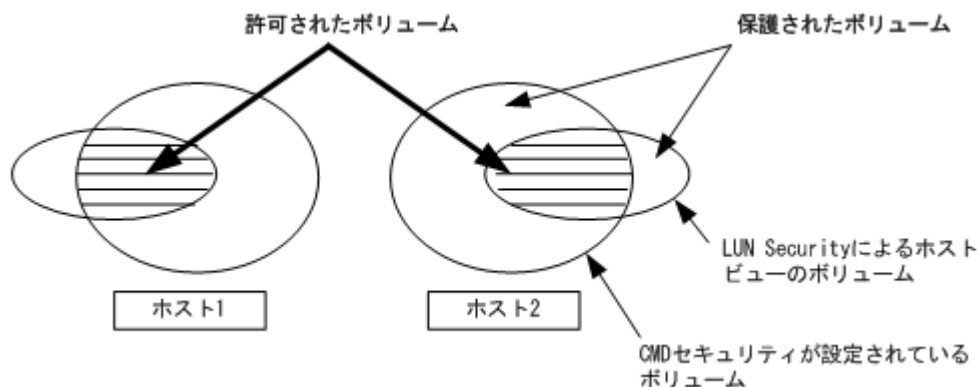 許可されたボリューム
保護されたボリューム
LUN Securityによるホスト
ビューのボリューム
ホスト1
ホスト2
CMDセキュリティが設定されている
ボリューム